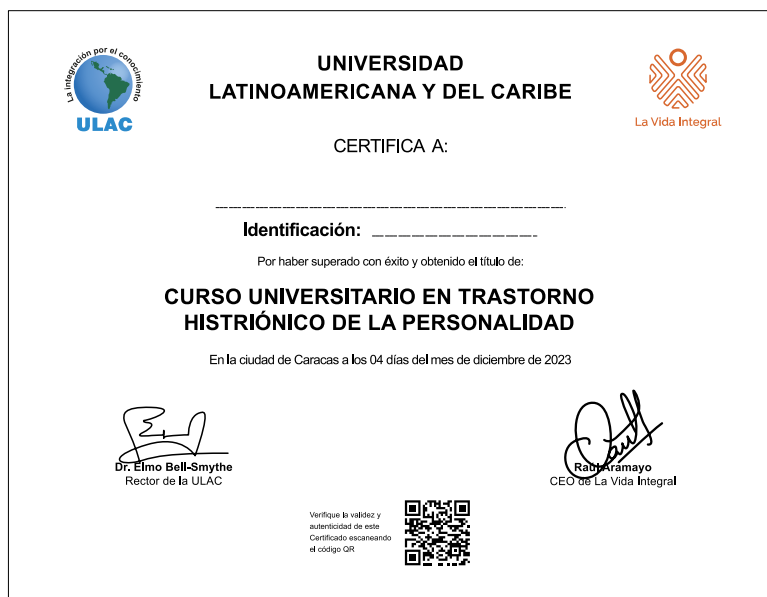 La integración por el conocimiento
ULAC
UNIVERSIDAD
LATINOAMERICANA Y DEL CARIBE
La Vida Integral
CERTIFICA A:
Identificación:
Por haber superado con éxito y obtenido el título de:
CURSO UNIVERSITARIO EN TRASTORNO
HISTRIÓNICO DE LA PERSONALIDAD
En la ciudad de Caracas a los 04 días del mes de diciembre de 2023
Dr. Elmo Bell-Smythe
Rector de la ULAC
Raúl Aramayo
CEO de La Vida Integral
Verifique la validez y
autenticidad de este
Certificado escaneando
el código QR